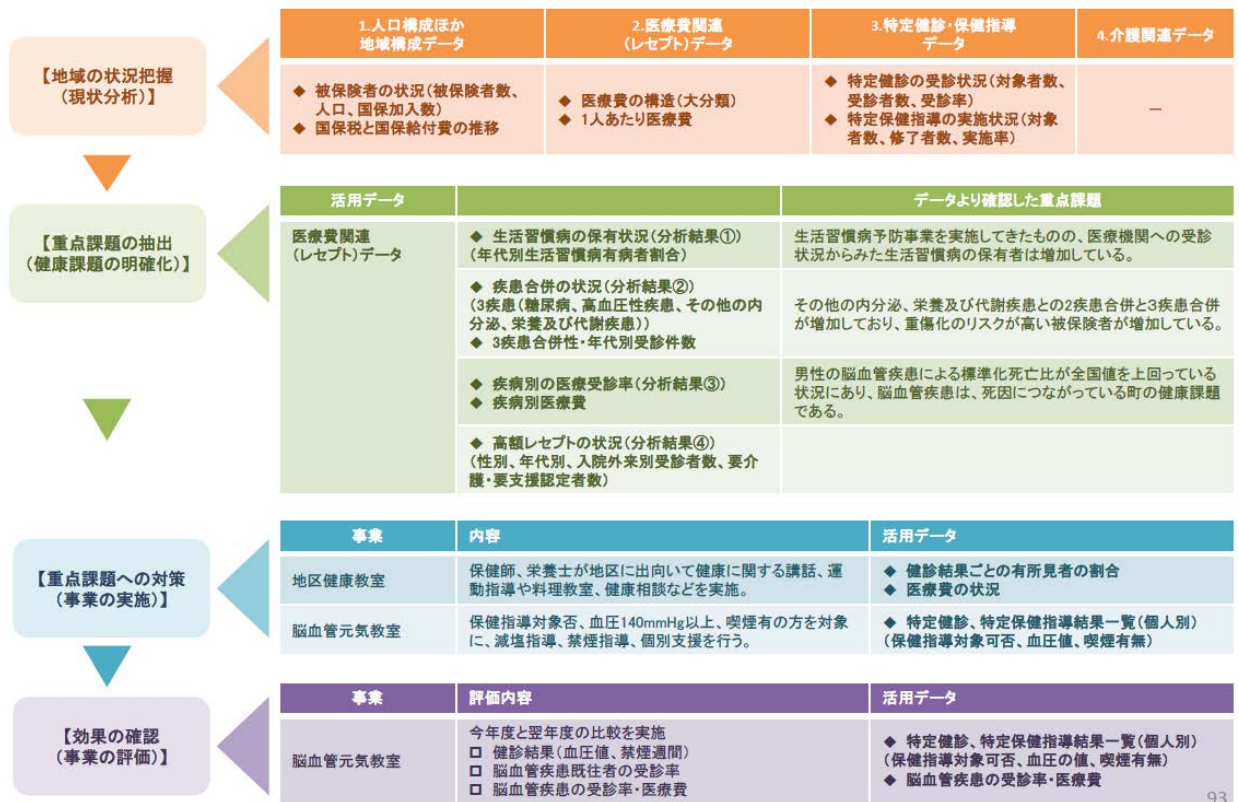 【地域の状況把握
(現状分析)】
1.人口構成ほか
地域構成データ
2.医療費関連
(レセプト)データ
3.特定健診・保健指導
データ
4.介護関連データ
◆ 被保険者の状況(被保険者数、
人口、国保加入数)
◆ 国保税と国保給付費の推移
◆ 医療費の構造(大分類)
◆ 1人あたり医療費
◆ 特定健診の受診状況(対象者数、
受診者数、受診率)
◆ 特定保健指導の実施状況(対象
者数、修了者数、実施率)
－
【重点課題の抽出
(健康課題の明確化)】
活用データ
データより確認した重点課題
医療費関連
(レセプト)データ
◆ 生活習慣病の保有状況(分析結果①)
(年代別生活習慣病有病者割合)
生活習慣病予防事業を実施してきたものの、医療機関への受診
状況からみた生活習慣病の保有者は増加している。
◆ 疾患合併の状況(分析結果②)
(3疾患(糖尿病、高血圧性疾患、その他の内
分泌、栄養及び代謝疾患))
◆ 3疾患合併性・年代別受診件数
その他の内分泌、栄養及び代謝疾患との2疾患合併と3疾患合併
が増加しており、重傷化のリスクが高い被保険者が増加している。
◆ 疾病別の医療受診率(分析結果③)
◆ 疾病別医療費
男性の脳血管疾患による標準化死亡比が全国値を上回っている
状況にあり、脳血管疾患は、死因につながっている町の健康課題
である。
◆ 高額レセプトの状況(分析結果④)
(性別、年代別、入院外来別受診者数、要介
護・要支援認定者数)
【重点課題への対策
(事業の実施)】
事業
内容
活用データ
地区健康教室
保健師、栄養士が地区に出向いて健康に関する講話、運
動指導や料理教室、健康相談などを実施。
◆ 健診結果ごとの有所見者の割合
◆ 医療費の状況
脳血管元気教室
保健指導対象否、血圧140mmHg以上、喫煙有の方を対象
に、減塩指導、禁煙指導、個別支援を行う。
◆ 特定健診、特定保健指導結果一覧(個人別)
(保健指導対象可否、血圧値、喫煙有無)
【効果の確認
(事業の評価)】
事業
評価内容
活用データ
脳血管元気教室
今年度と翌年度の比較を実施
□ 健診結果(血圧値、禁煙週間)
□ 脳血管疾患既往者の受診率
□ 脳血管疾患の受診率・医療費
◆ 特定健診、特定保健指導結果一覧(個人別)
(保健指導対象可否、血圧の値、喫煙有無)
◆ 脳血管疾患の受診率・医療費
93